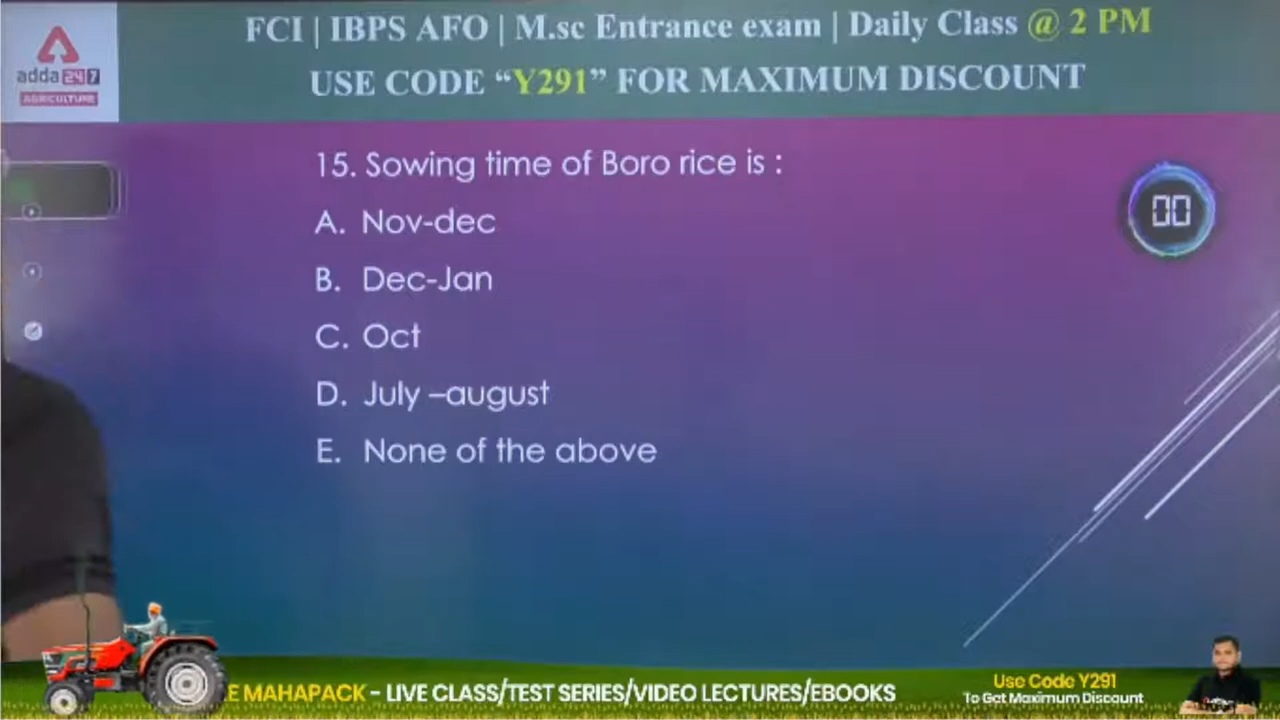 FCI | IBPS AFO | M.sc Entrance exam | Daily Class @ 2 PM
USE CODE “Y291” FOR MAXIMUM DISCOUNT
adda 24 7
AGRICULTURE
15. Sowing time of Boro rice is :
00
A. Nov-dec
B. Dec-Jan
C. Oct
D. July –august
E. None of the above
E MAHAPACK - LIVE CLASS/TEST SERIES/VIDEO LECTURES/EBOOKS
Use Code Y291
To Get Maximum Discount